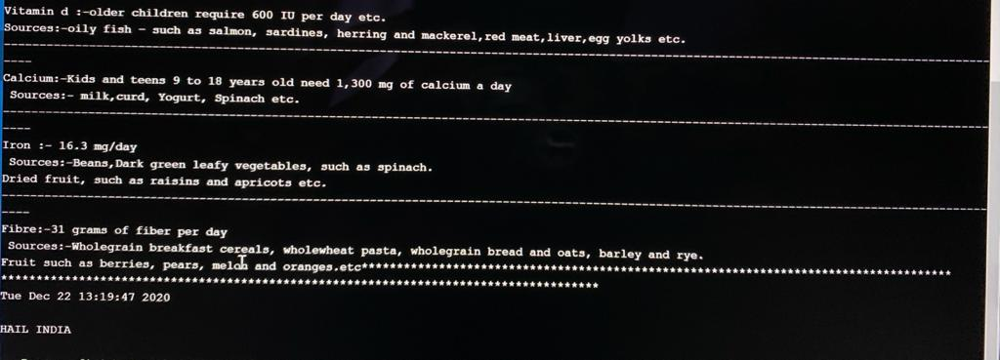 Vitamin d :-older children require 600 IU per day etc.
Sources:-oily fish - such as salmon, sardines, herring and mackerel,red meat,liver,egg yolks etc.
----------------------------------------------------------------------------------------------------
----
Calcium:-Kids and teens 9 to 18 years old need 1,300 mg of calcium a day
Sources:- milk,curd, Yogurt, Spinach etc.
----------------------------------------------------------------------------------------------------
----
Iron :- 16.3 mg/day
Sources:-Beans,Dark green leafy vegetables, such as spinach.
Dried fruit, such as raisins and apricots etc.
----------------------------------------------------------------------------------------------------
----
Fibre:-31 grams of fiber per day
Sources:-Wholegrain breakfast cereals, wholewheat pasta, wholegrain bread and oats, barley and rye.
Fruit such as berries, pears, melon and oranges.etc************************************************************************************
*************************************************************************************
Tue Dec 22 13:19:47 2020
HAIL INDIA